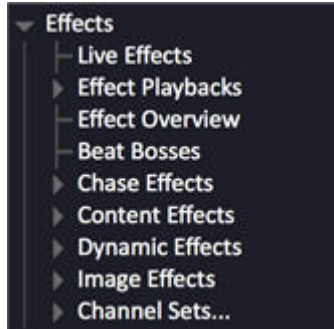 Effects
Live Effects
Effect Playbacks
Effect Overview
Beat Bosses
Chase Effects
Content Effects
Dynamic Effects
Image Effects
Channel Sets...